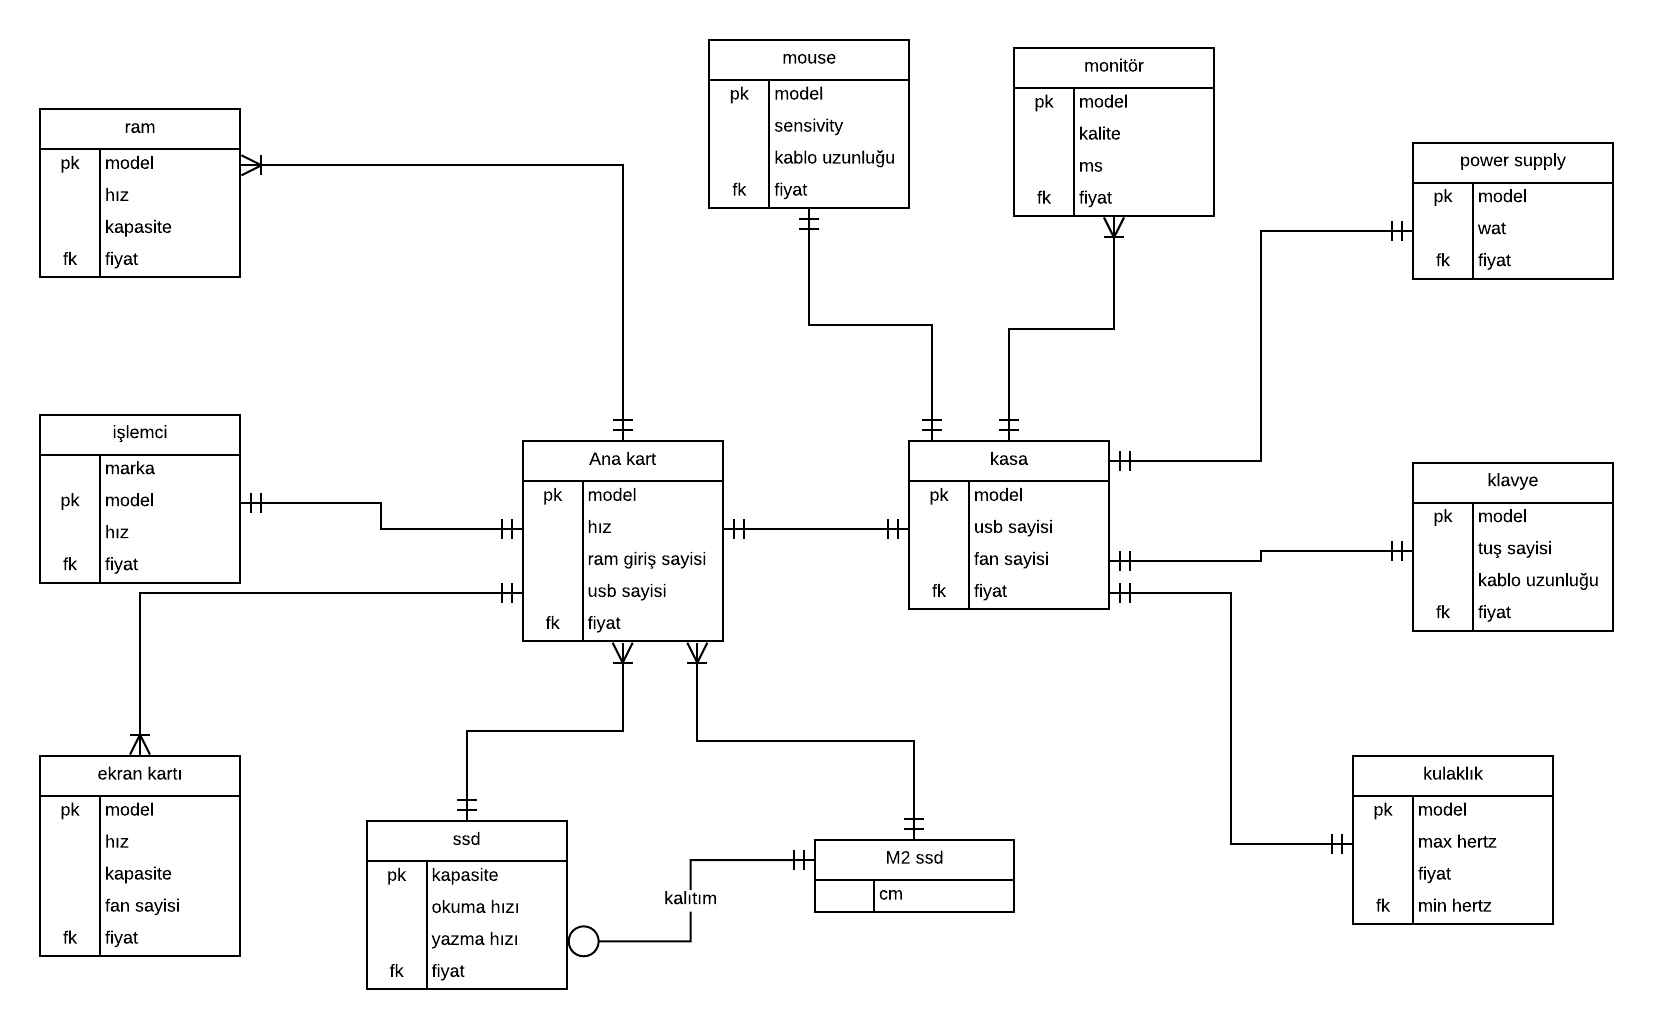 mouse
pk model
sensivity
kablo uzunluğu
fk fiyat
monitör
pk model
kalite
ms
fk fiyat
ram
pk model
hız
kapasite
fk fiyat
power supply
pk model
wat
fk fiyat
işlemci
marka
pk model
hız
fk fiyat
Ana kart
pk model
hız
ram giriş sayisi
usb sayisi
fk fiyat
kasa
pk model
usb sayisi
fan sayisi
fk fiyat
klavye
pk model
tuş sayisi
kablo uzunluğu
fk fiyat
ekran kartı
pk model
hız
kapasite
fan sayisi
fk fiyat
ssd
pk kapasite
okuma hızı
yazma hızı
fk fiyat
kalıtım
M2 ssd
cm
kulaklık
pk model
max hertz
fiyat
fk min hertz